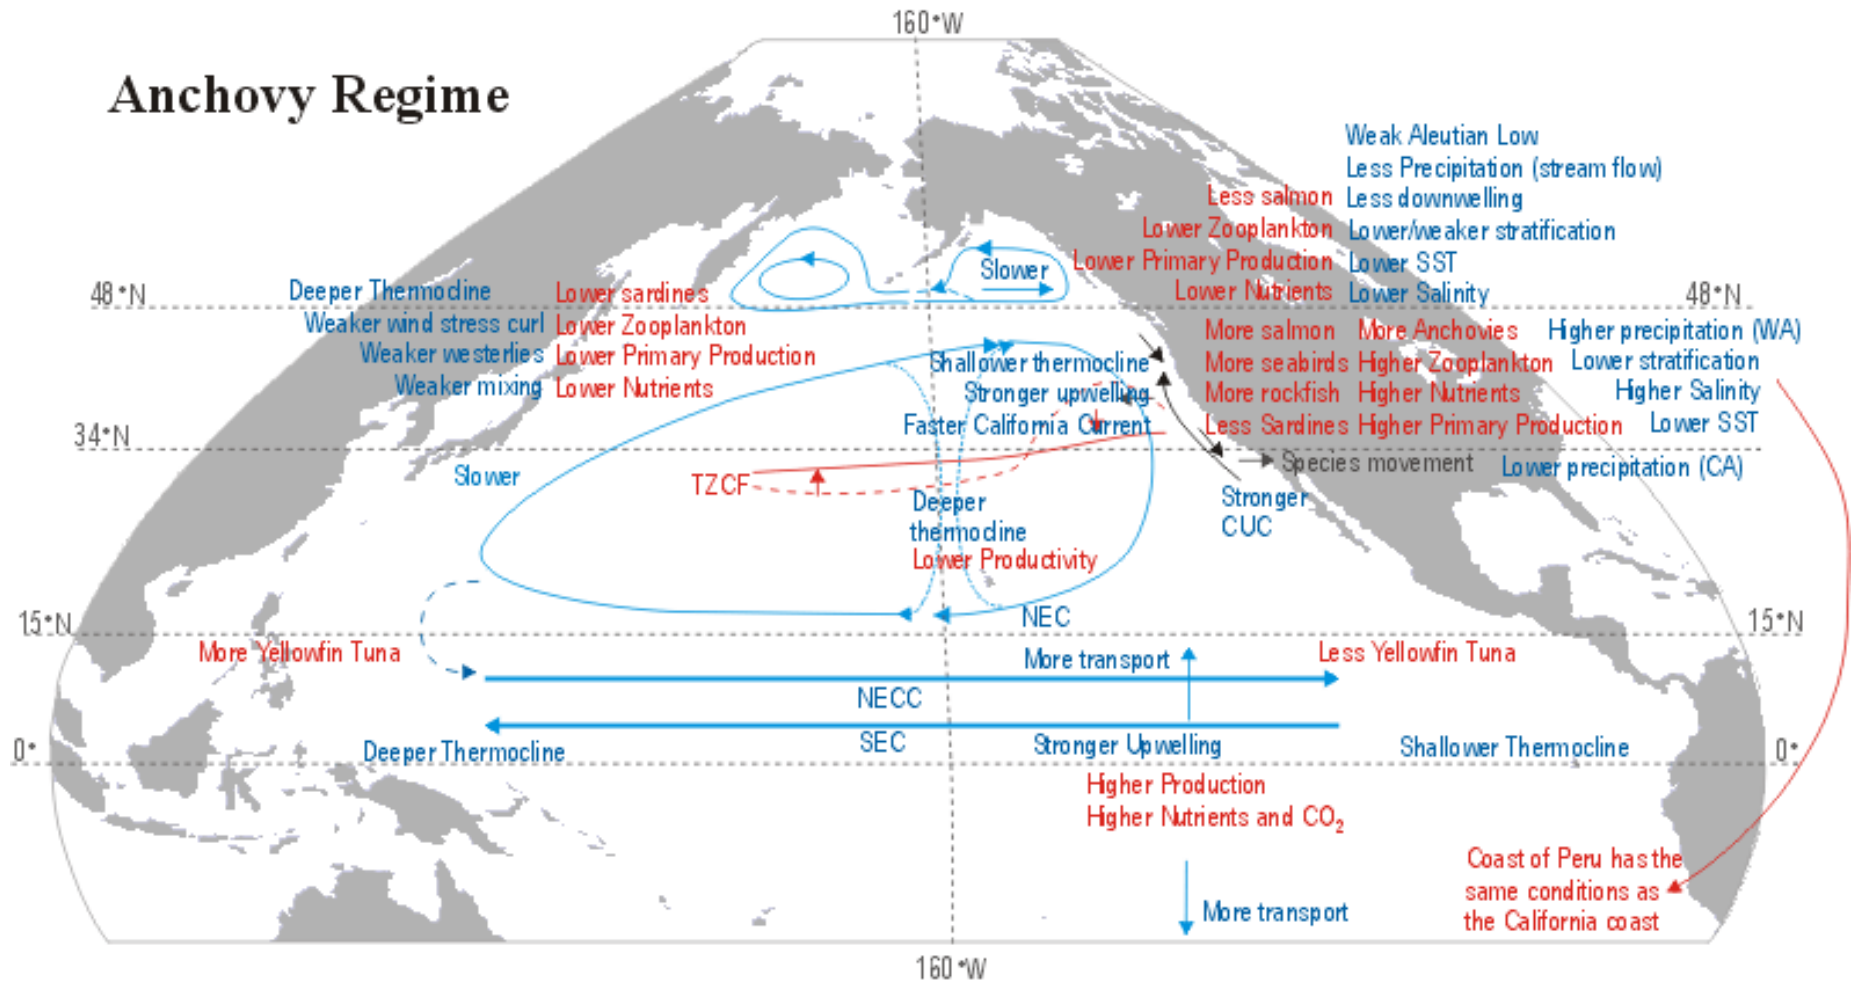 160°W
Anchovy Regime
Weak Aleutian Low
Less Precipitation (stream flow)
Less salmon
Less downwelling
Lower Zooplankton
Lower/weaker stratification
Lower Primary Production
Lower SST
Lower Nutrients
Lower Salinity
Slower
48°N
48°N
Deeper Thermocline
Weaker wind stress curl
Weaker westerlies
Weaker mixing
Lower sardines
Lower Zooplankton
Lower Primary Production
Lower Nutrients
Shallower thermocline
Stronger upwelling
Faster California Current
More salmon
More seabirds
More rockfish
Less Sardines
More Anchovies
Higher Zooplankton
Higher Nutrients
Higher Primary Production
Higher precipitation (WA)
Lower stratification
Higher Salinity
Lower SST
34°N
Species movement
Lower precipitation (CA)
Slower
TZCF
Stronger
CUC
Deeper
thermocline
Lower Productivity
NEC
15°N
15°N
More Yellowfin Tuna
More transport
Less Yellowfin Tuna
NECC
SEC
0°
0°
Deeper Thermocline
Stronger Upwelling
Shallower Thermocline
Higher Production
Higher Nutrients and CO₂
Coast of Peru has the
same conditions as
the California coast
More transport
160°W